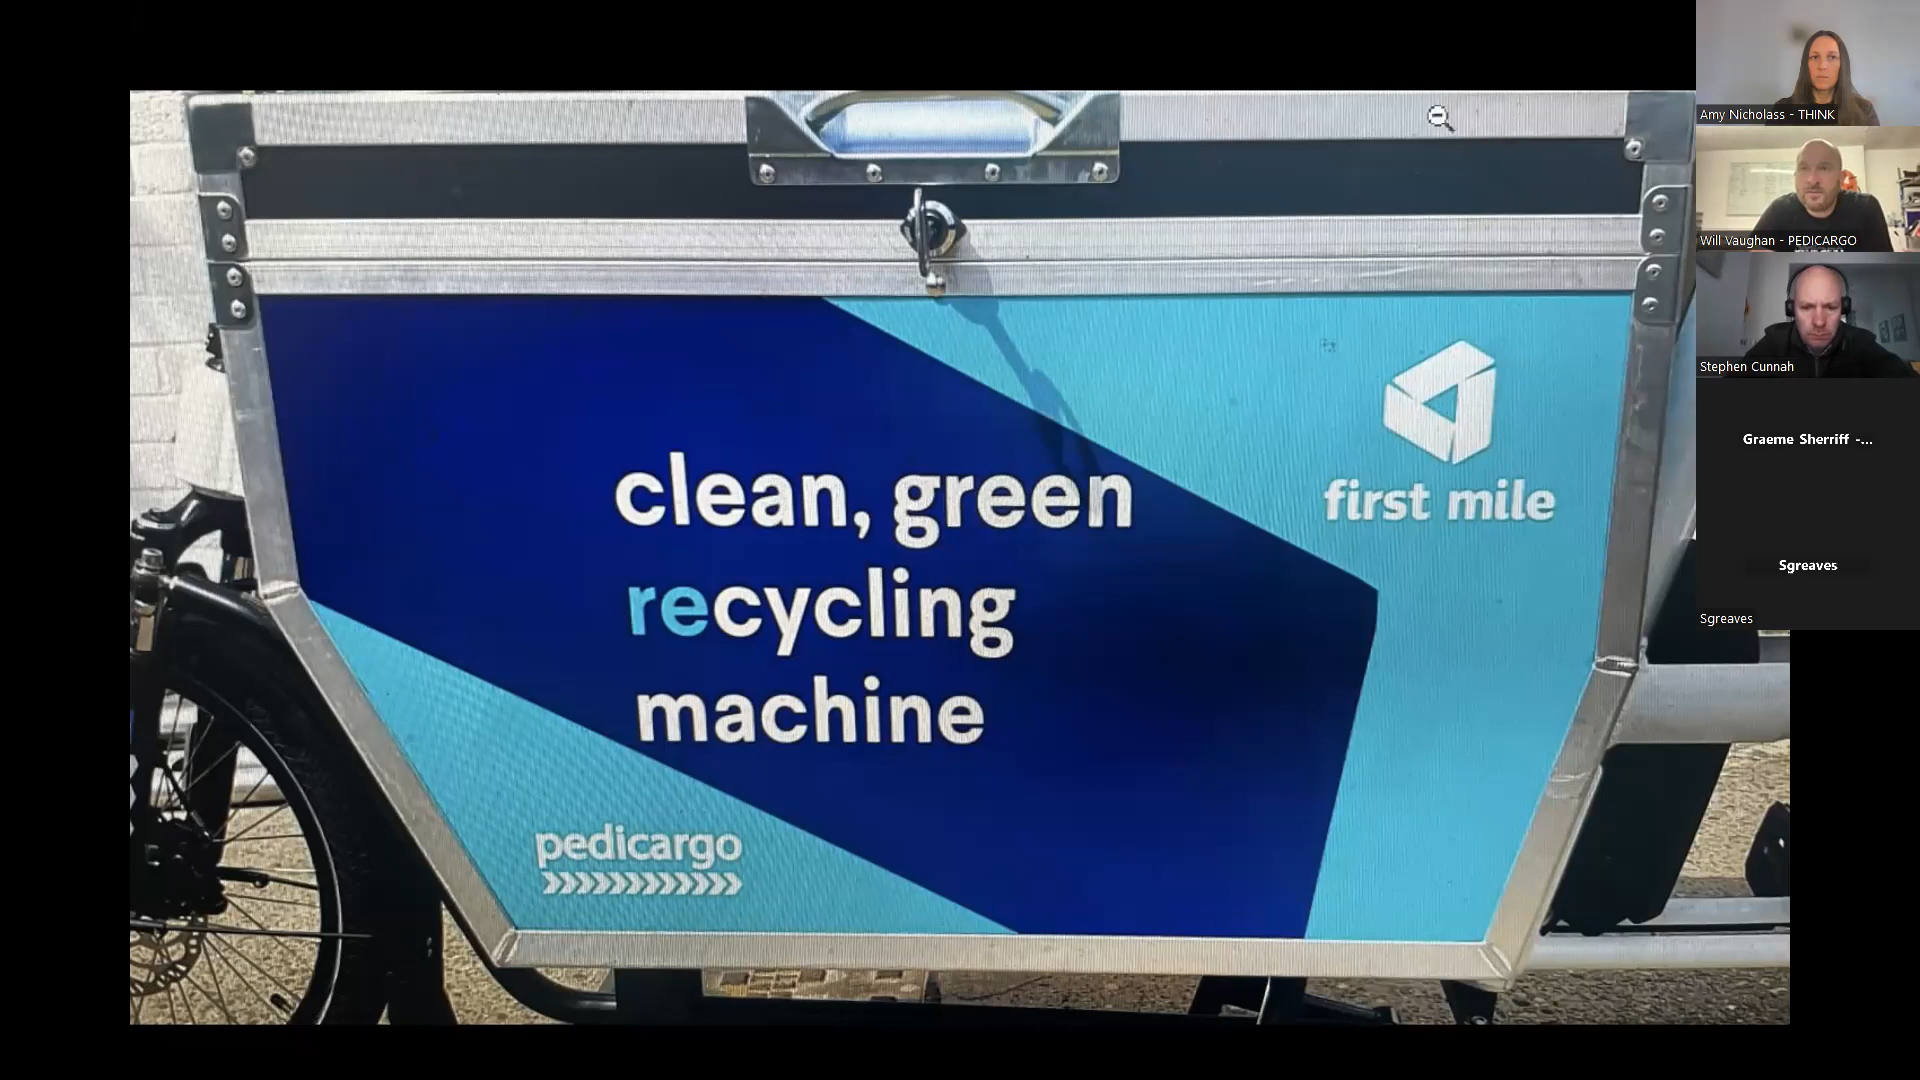 clean, green
recycling
machine
first mile
pedicargo
Amy Nicholass - THINK
Will Vaughan - PEDICARGO
Stephen Cunnah
Graeme Sherriff -...
Sgreaves
Sgreaves